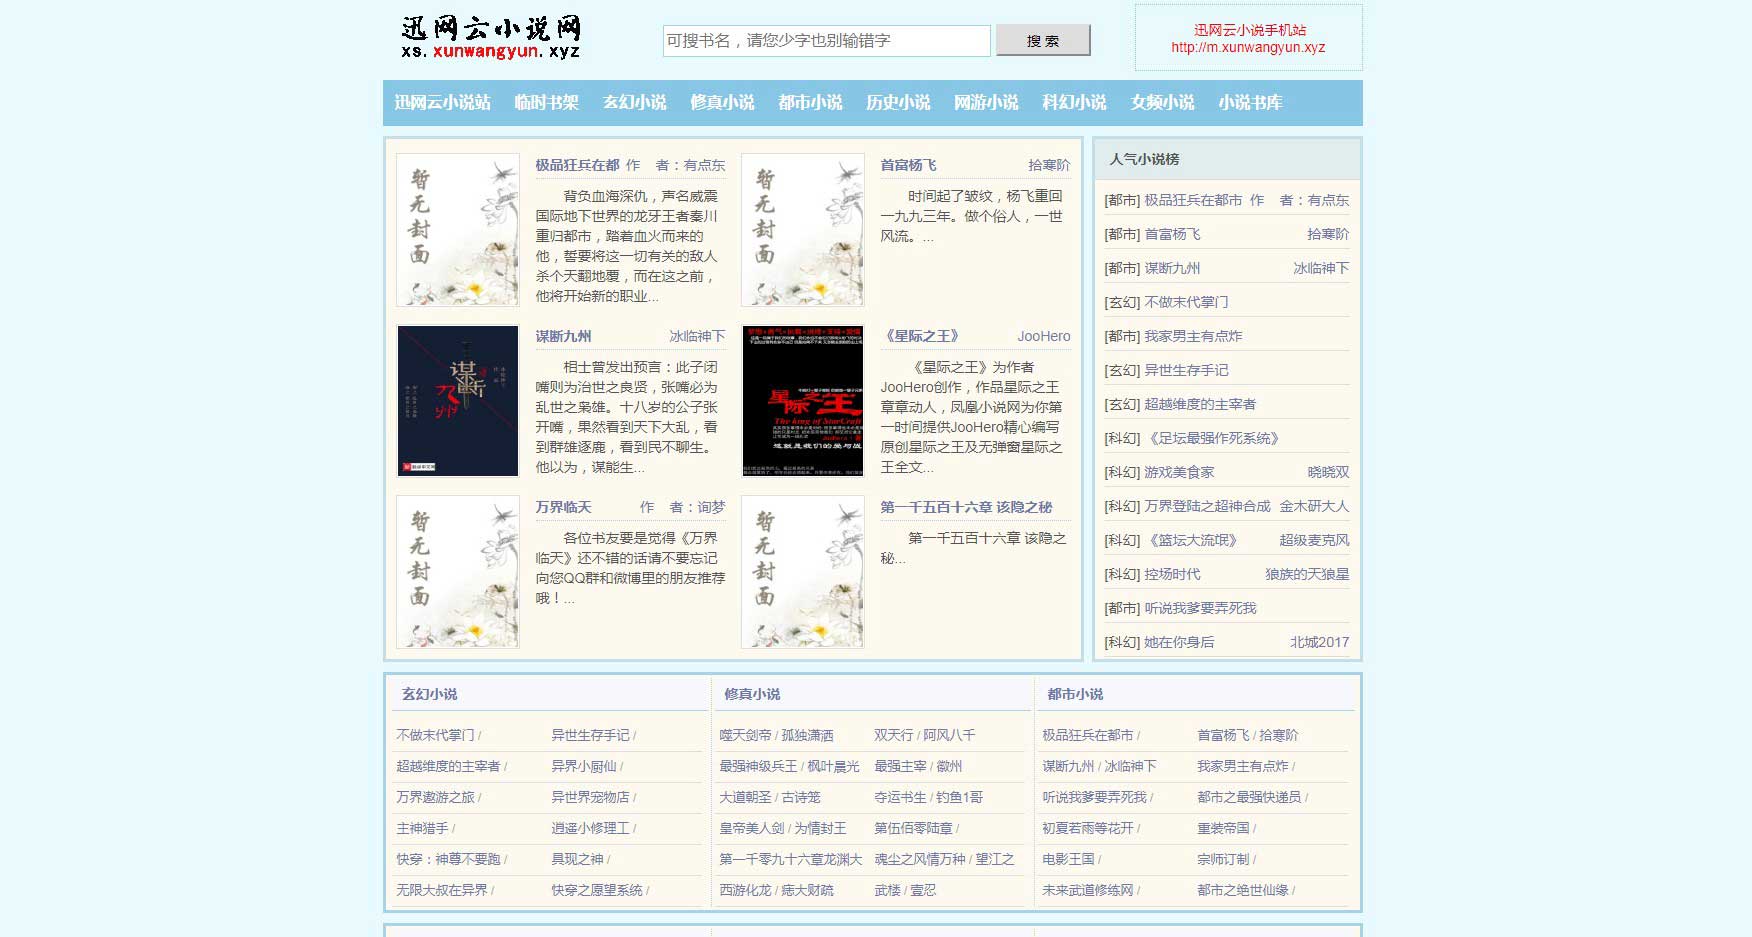 迅网云小说网
xs.xunwangyun.xyz
可搜书名，请您少字也别输错字
搜 索
迅网云小说手机站
http://m.xunwangyun.xyz
迅网云小说站 临时书架 玄幻小说 修真小说 都市小说 历史小说 网游小说 科幻小说 女频小说 小说书库
暂无封面
极品狂兵在都 作 者：有点东
背负血海深仇，声名威震
国际地下世界的龙牙王者秦川
重归都市，踏着血火而来的
他，誓要将这一切有关的敌人
杀个天翻地覆，而在这之前，
他将开始新的职业...
暂无封面
首富杨飞 拾寒阶
时间起了皱纹，杨飞重回
一九九三年。做个俗人，一世
风流。...
谋断九州
谋断九州 冰临神下
相士曾发出预言：此子闭
嘴则为治世之良贤，张嘴必为
乱世之枭雄。十八岁的公子张
开嘴，果然看到天下大乱，看
到群雄逐鹿，看到民不聊生。
他以为，谋能生...
星际之王
The king of StarCraft
《星际之王》 JooHero
《星际之王》为作者
JooHero创作，作品星际之王
章章动人，凤凰小说网为你第
一时间提供JooHero精心编写
原创星际之王及无弹窗星际之
王全文...
暂无封面
万界临天 作 者：询梦
各位书友要是觉得《万界
临天》还不错的话请不要忘记
向您QQ群和微博里的朋友推荐
哦！...
暂无封面
第一千五百十六章 该隐之秘
第一千五百十六章 该隐之
秘...
人气小说榜
[都市] 极品狂兵在都市 作 者：有点东
[都市] 首富杨飞 拾寒阶
[都市] 谋断九州 冰临神下
[玄幻] 不做末代掌门
[都市] 我家男主有点炸
[玄幻] 异世生存手记
[玄幻] 超越维度的主宰者
[科幻] 《足坛最强作死系统》
[科幻] 游戏美食家 晓晓双
[科幻] 万界登陆之超神合成 金木研大人
[科幻] 《篮坛大流氓》 超级麦克风
[科幻] 控场时代 狼族的天狼星
[都市] 听说我爹要弄死我
[科幻] 她在你身后 北城2017
玄幻小说
不做末代掌门 / 异世生存手记 /
超越维度的主宰者 / 异界小厨仙 /
万界遨游之旅 / 异世界宠物店 /
主神猎手 / 逍遥小修理工 /
快穿：神尊不要跑 / 具现之神 /
无限大叔在异界 / 快穿之愿望系统 /
修真小说
噬天剑帝 / 孤独潇洒 双天行 / 阿风八千
最强神级兵王 / 枫叶晨光 最强主宰 / 徽州
大道朝圣 / 古诗笼 夺运书生 / 钓鱼1哥
皇帝美人剑 / 为情封王 第伍佰零陆章 /
第一千零九十六章龙渊大 魂尘之风情万种 / 望江之
西游化龙 / 痣大财疏 武楼 / 壹忍
都市小说
极品狂兵在都市 / 首富杨飞 / 拾寒阶
谋断九州 / 冰临神下 我家男主有点炸 /
听说我爹要弄死我 / 都市之最强快递员 /
初夏若雨等花开 / 重装帝国 /
电影王国 / 宗师订制 /
未来武道修练网 / 都市之绝世仙缘 /